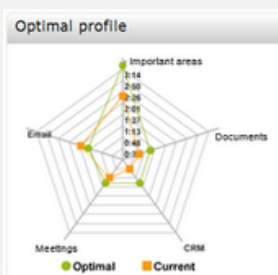 Optimal profile
Important areas
3:14
2:50
2:26
2:01
1:37
1:13
0:48
Email
Documents
Meetings
CRM
Optimal
Current